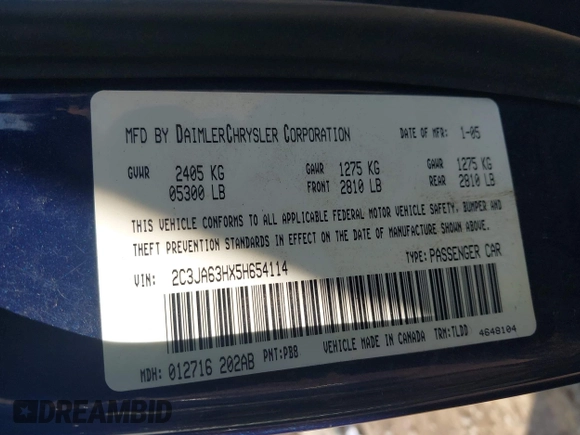 MFD BY DAIMLERCHRYSLER CORPORATION DATE OF MFR: 1-05
GVWR 2405 KG GAWR 1275 KG GAWR 1275 KG
05300 LB FRONT 2810 LB REAR 2810 LB
THIS VEHICLE CONFORMS TO ALL APPLICABLE FEDERAL MOTOR VEHICLE SAFETY, BUMPER AND
THEFT PREVENTION STANDARDS IN EFFECT ON THE DATE OF MANUFACTURE SHOWN ABOVE.
VIN: 2C3JA63HX5H654114 TYPE: PASSENGER CAR
MDH: 012716 202AB PNT: PB8 VEHICLE MADE IN CANADA TRM: TLDD 4648104
DREAMBID